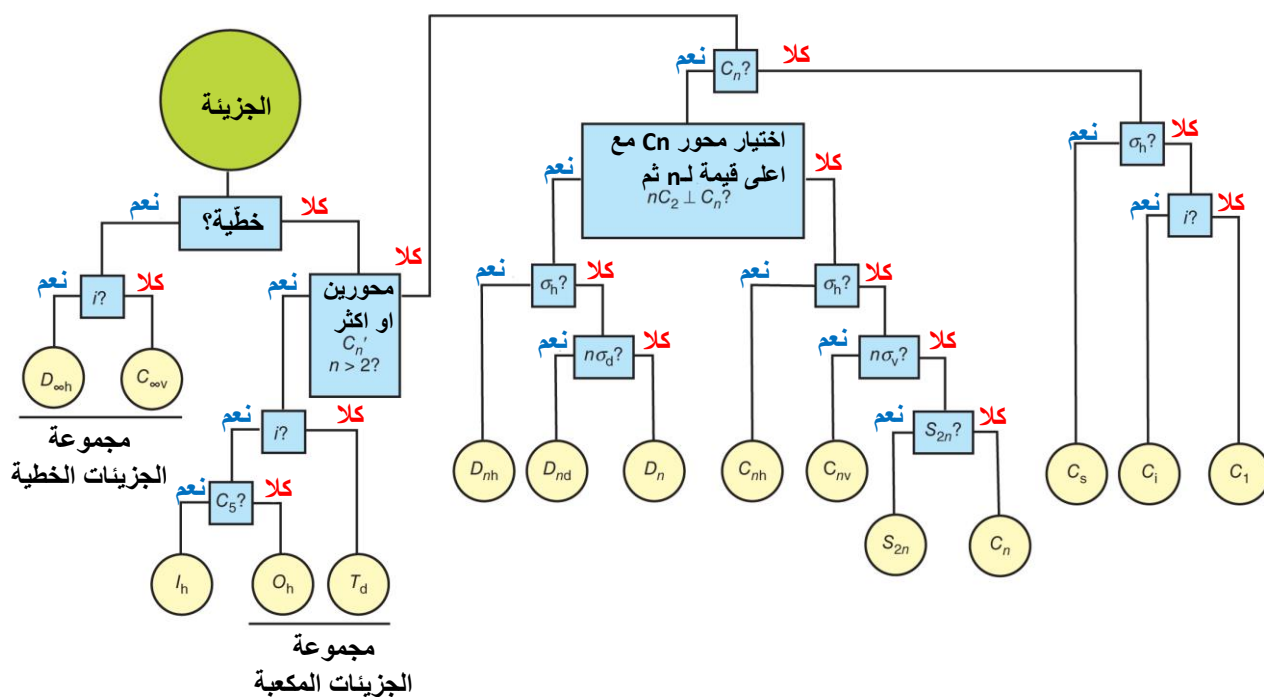 الجزيئة
خطّية؟
نعم
كلا
i?
نعم
كلا
D∞h
C∞v
مجموعة
الجزيئات الخطية
محورين
او اكثر
Cn'
n > 2?
نعم
كلا
i?
نعم
كلا
C5?
نعم
كلا
Ih
Oh
Td
مجموعة
الجزيئات المكعبة
Cn?
نعم
كلا
اختيار محور Cn مع
اعلى قيمة لـn ثم
nC2 ⊥ Cn?
نعم
كلا
σh?
نعم
كلا
nσd?
نعم
كلا
Dnh
Dnd
Dn
σh?
نعم
كلا
nσv?
نعم
كلا
S2n?
نعم
كلا
Cnh
Cnv
S2n
Cn
σh?
نعم
كلا
i?
نعم
كلا
Cs
Ci
C1